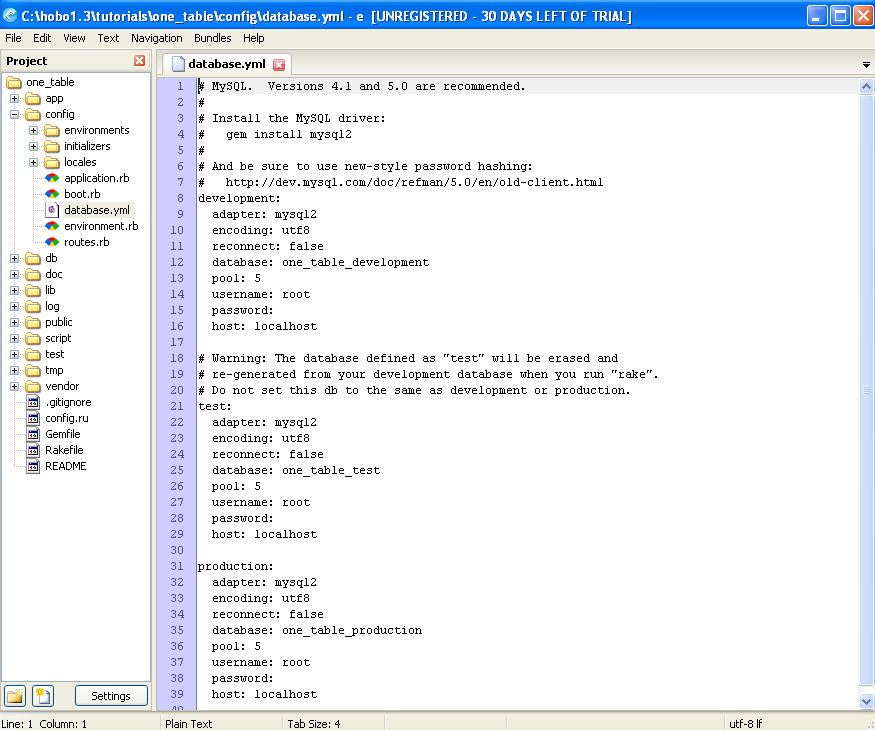 C:\hobo1.3\tutorials\one_table\config\database.yml - e [UNREGISTERED - 30 DAYS LEFT OF TRIAL]
File Edit View Text Navigation Bundles Help
Project
one_table
app
config
environments
initializers
locales
application.rb
boot.rb
database.yml
environment.rb
routes.rb
db
doc
lib
log
public
script
test
tmp
vendor
.gitignore
config.ru
Gemfile
Rakefile
README
Settings
database.yml
1 # MySQL.  Versions 4.1 and 5.0 are recommended.
2 #
3 # Install the MySQL driver:
4 #   gem install mysql2
5 #
6 # And be sure to use new-style password hashing:
7 #   http://dev.mysql.com/doc/refman/5.0/en/old-client.html
8 development:
9   adapter: mysql2
10   encoding: utf8
11   reconnect: false
12   database: one_table_development
13   pool: 5
14   username: root
15   password:
16   host: localhost
17
18 # Warning: The database defined as "test" will be erased and
19 # re-generated from your development database when you run "rake".
20 # Do not set this db to the same as development or production.
21 test:
22   adapter: mysql2
23   encoding: utf8
24   reconnect: false
25   database: one_table_test
26   pool: 5
27   username: root
28   password:
29   host: localhost
30
31 production:
32   adapter: mysql2
33   encoding: utf8
34   reconnect: false
35   database: one_table_production
36   pool: 5
37   username: root
38   password:
39   host: localhost
40
Line: 1 Column: 1 Plain Text Tab Size: 4 utf-8 lf